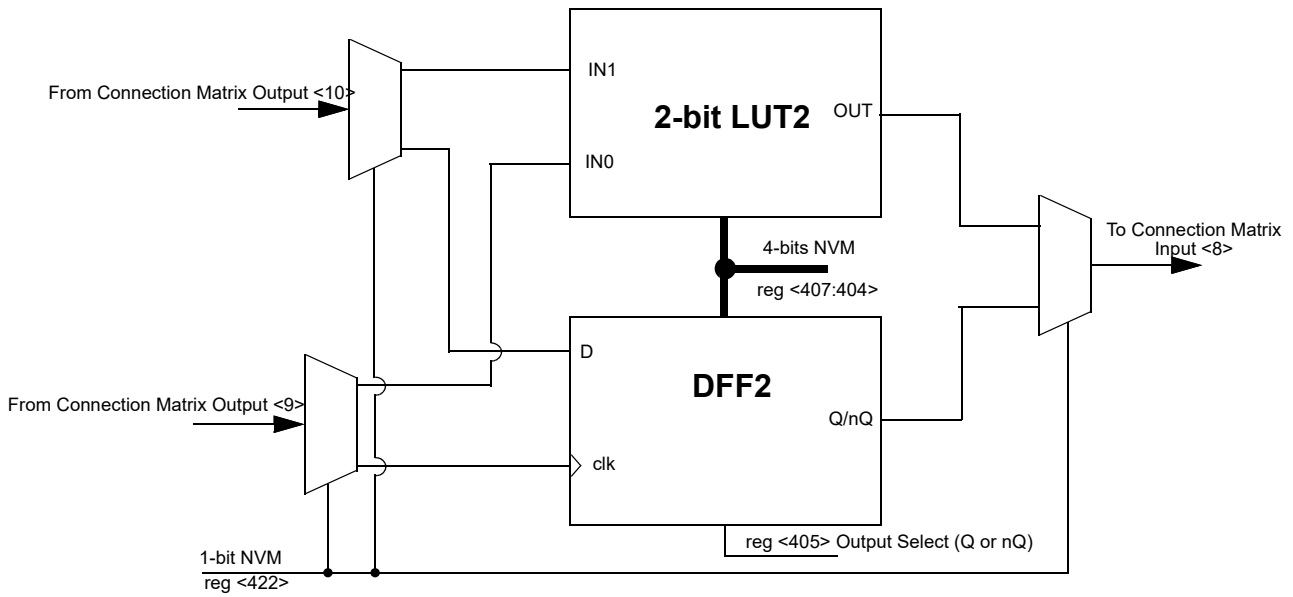 From Connection Matrix Output <10>
IN1
2-bit LUT2
OUT
IN0
4-bits NVM
reg <407:404>
To Connection Matrix
Input <8>
From Connection Matrix Output <9>
D
DFF2
Q/nQ
clk
reg <405> Output Select (Q or nQ)
1-bit NVM
reg <422>